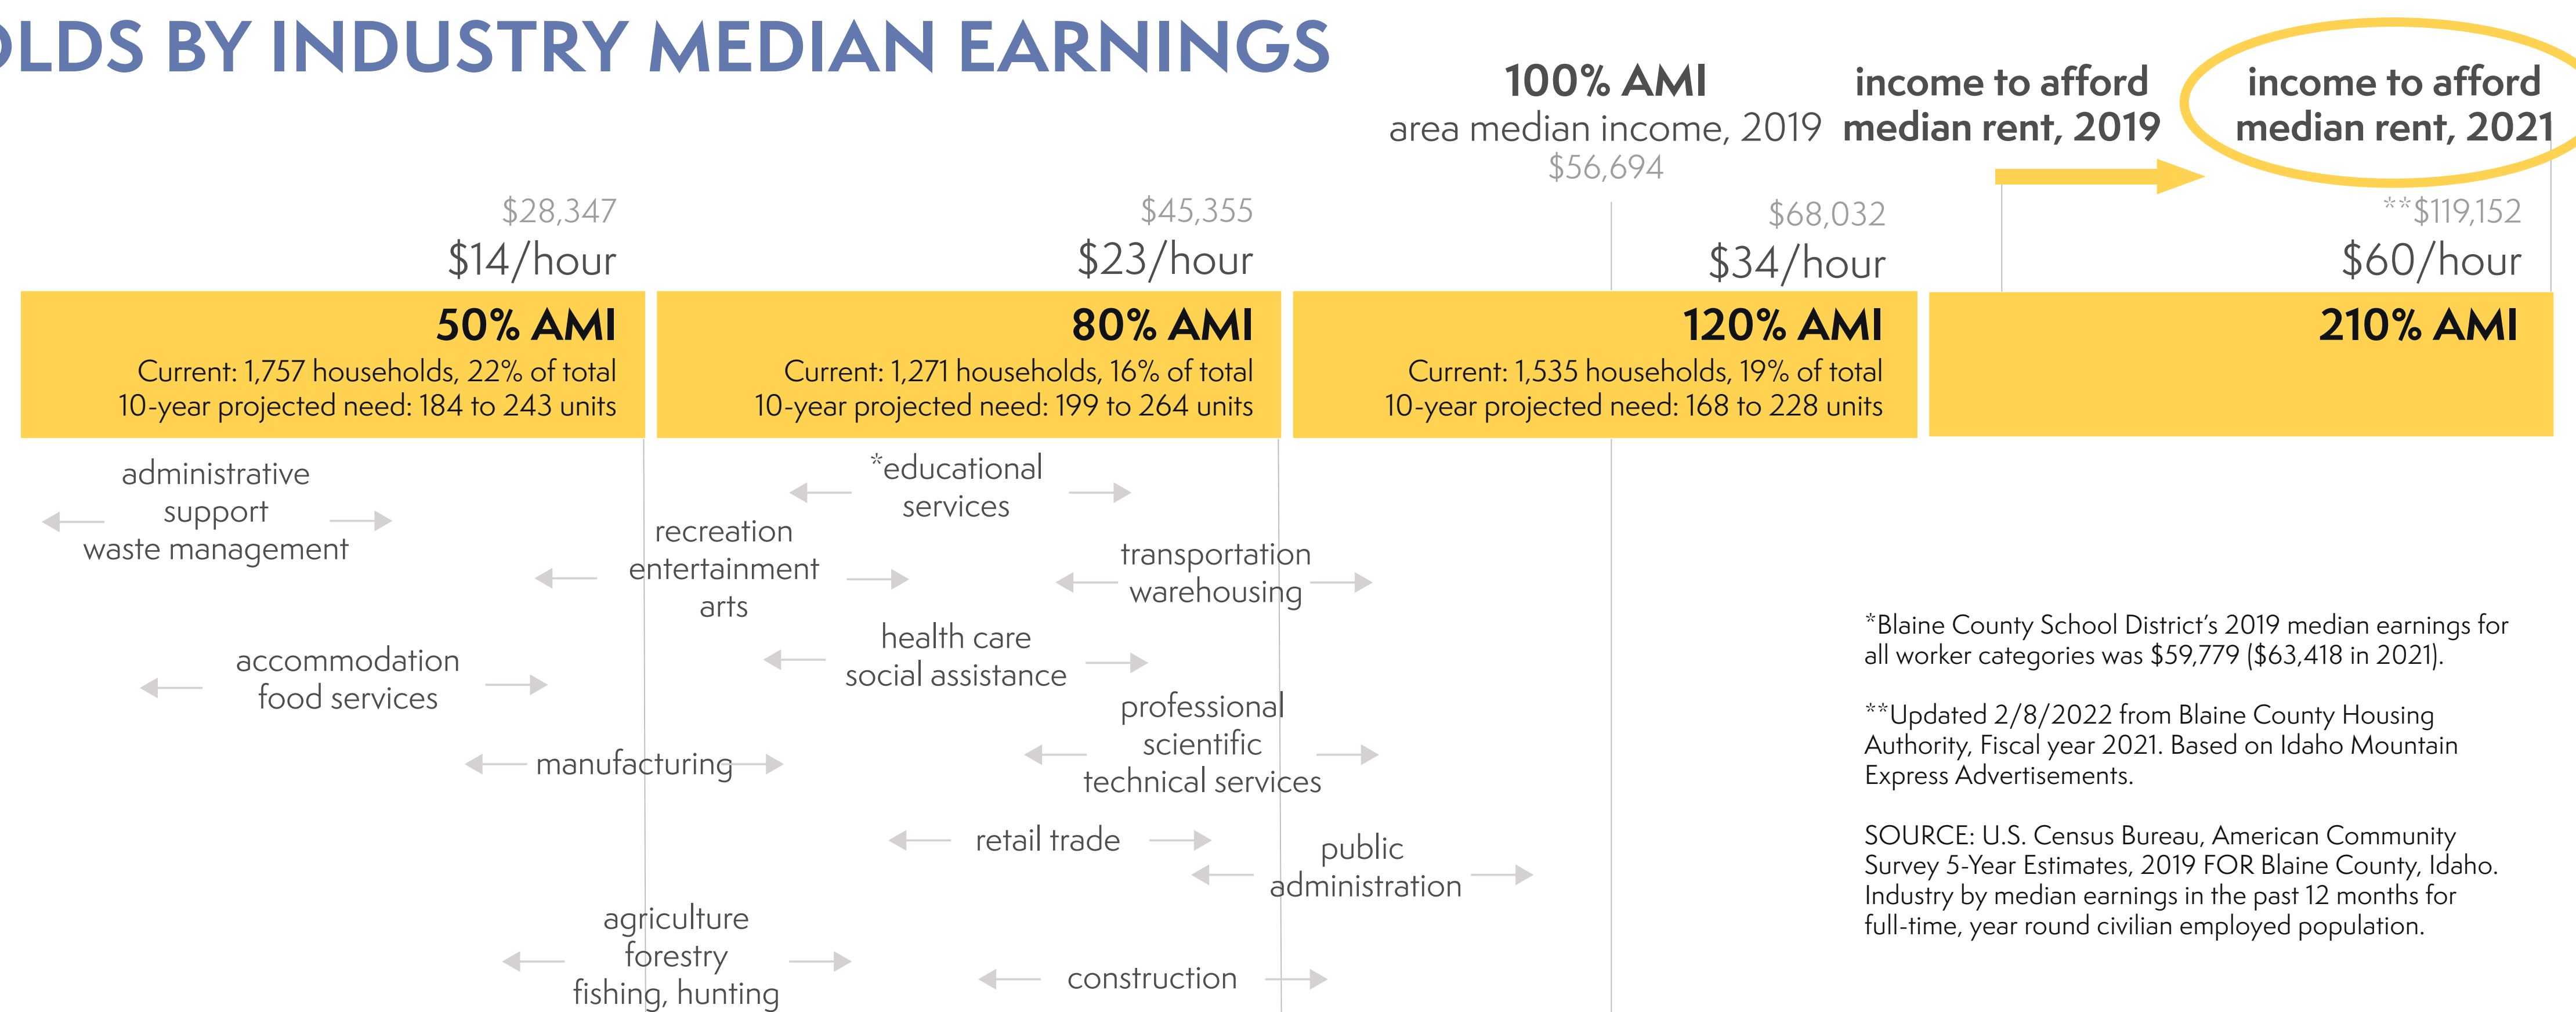 OLDS BY INDUSTRY MEDIAN EARNINGS
100% AMI
area median income, 2019
$56,694
income to afford
median rent, 2019
income to afford
median rent, 2021
$28,347
$14/hour
$45,355
$23/hour
$68,032
$34/hour
**$119,152
$60/hour
50% AMI
Current: 1,757 households, 22% of total
10-year projected need: 184 to 243 units
80% AMI
Current: 1,271 households, 16% of total
10-year projected need: 199 to 264 units
120% AMI
Current: 1,535 households, 19% of total
10-year projected need: 168 to 228 units
210% AMI
administrative
support
waste management
*educational
services
recreation
entertainment
arts
transportation
warehousing
health care
social assistance
accommodation
food services
professional
scientific
technical services
manufacturing
retail trade
public
administration
agriculture
forestry
fishing, hunting
construction
*Blaine County School District's 2019 median earnings for
all worker categories was $59,779 ($63,418 in 2021).
**Updated 2/8/2022 from Blaine County Housing
Authority, Fiscal year 2021. Based on Idaho Mountain
Express Advertisements.
SOURCE: U.S. Census Bureau, American Community
Survey 5-Year Estimates, 2019 FOR Blaine County, Idaho.
Industry by median earnings in the past 12 months for
full-time, year round civilian employed population.